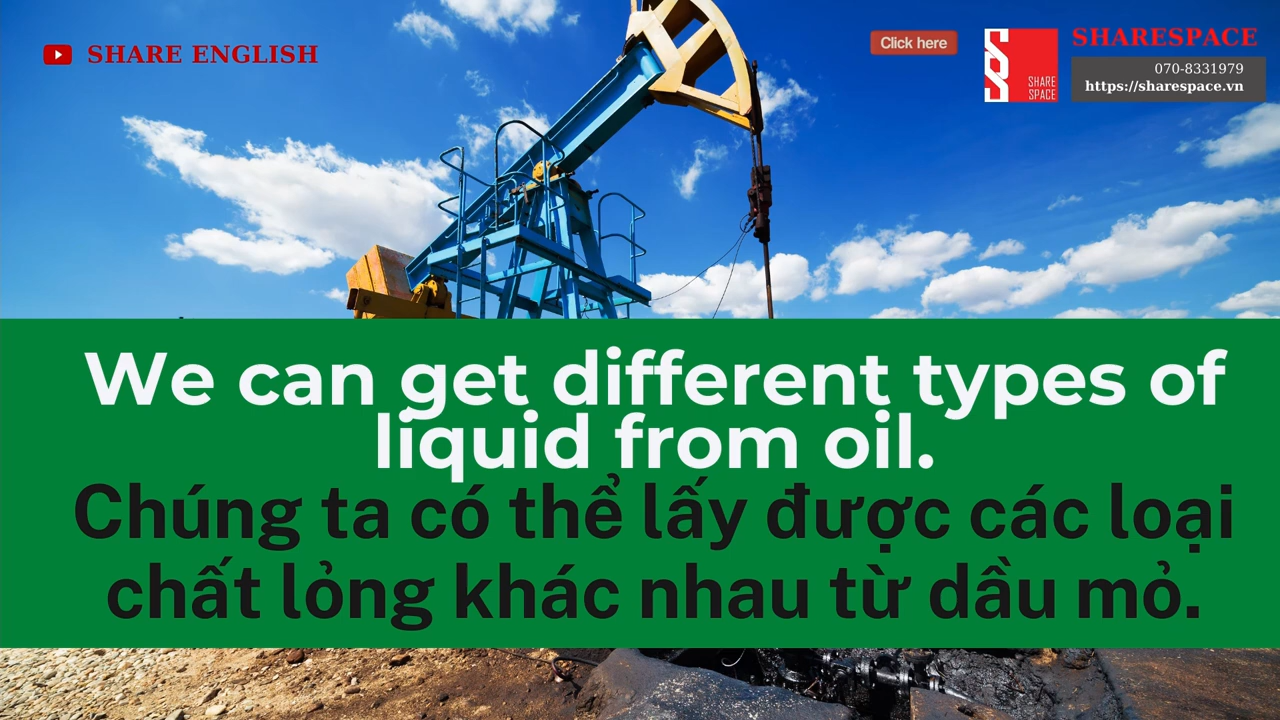 SHARE ENGLISH
Click here
SHARE
SPACE
SHARESPACE
070-8331979
https://sharespace.vn
We can get different types of
liquid from oil.
Chúng ta có thể lấy được các loại
chất lỏng khác nhau từ dầu mỏ.